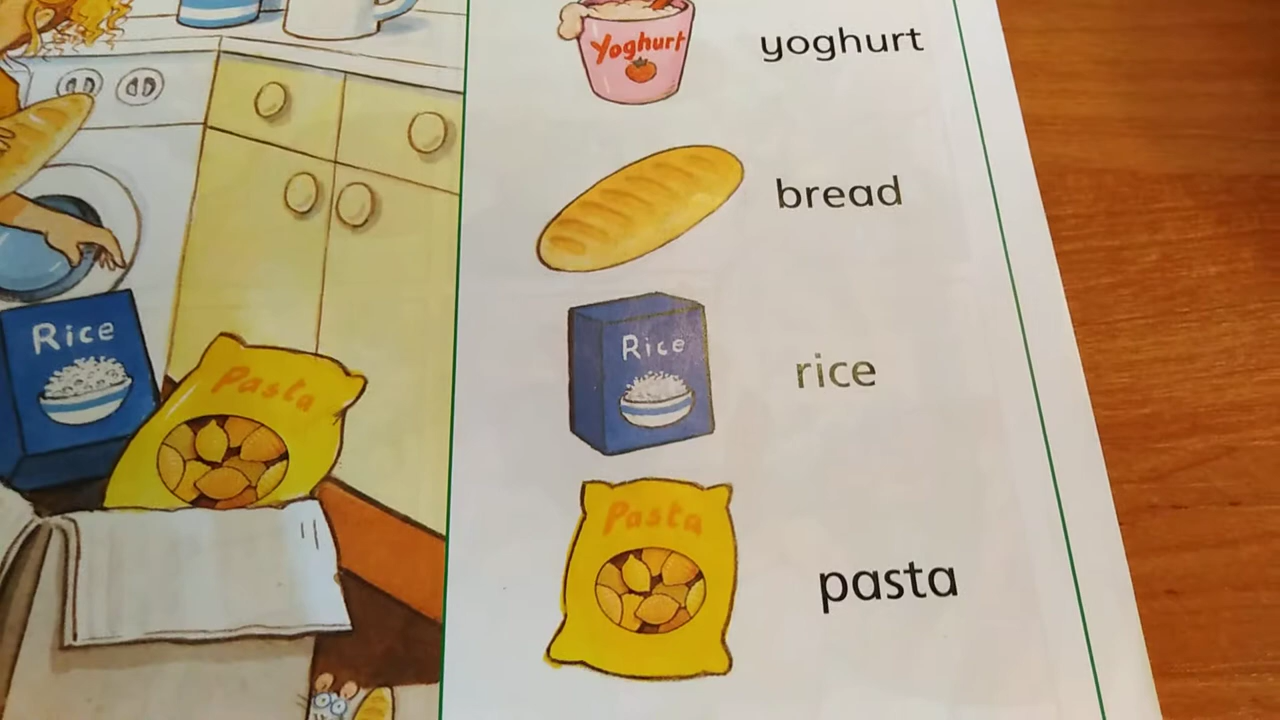 Yoghurt
yoghurt
bread
Rice
Rice
rice
Pasta
Pasta
pasta